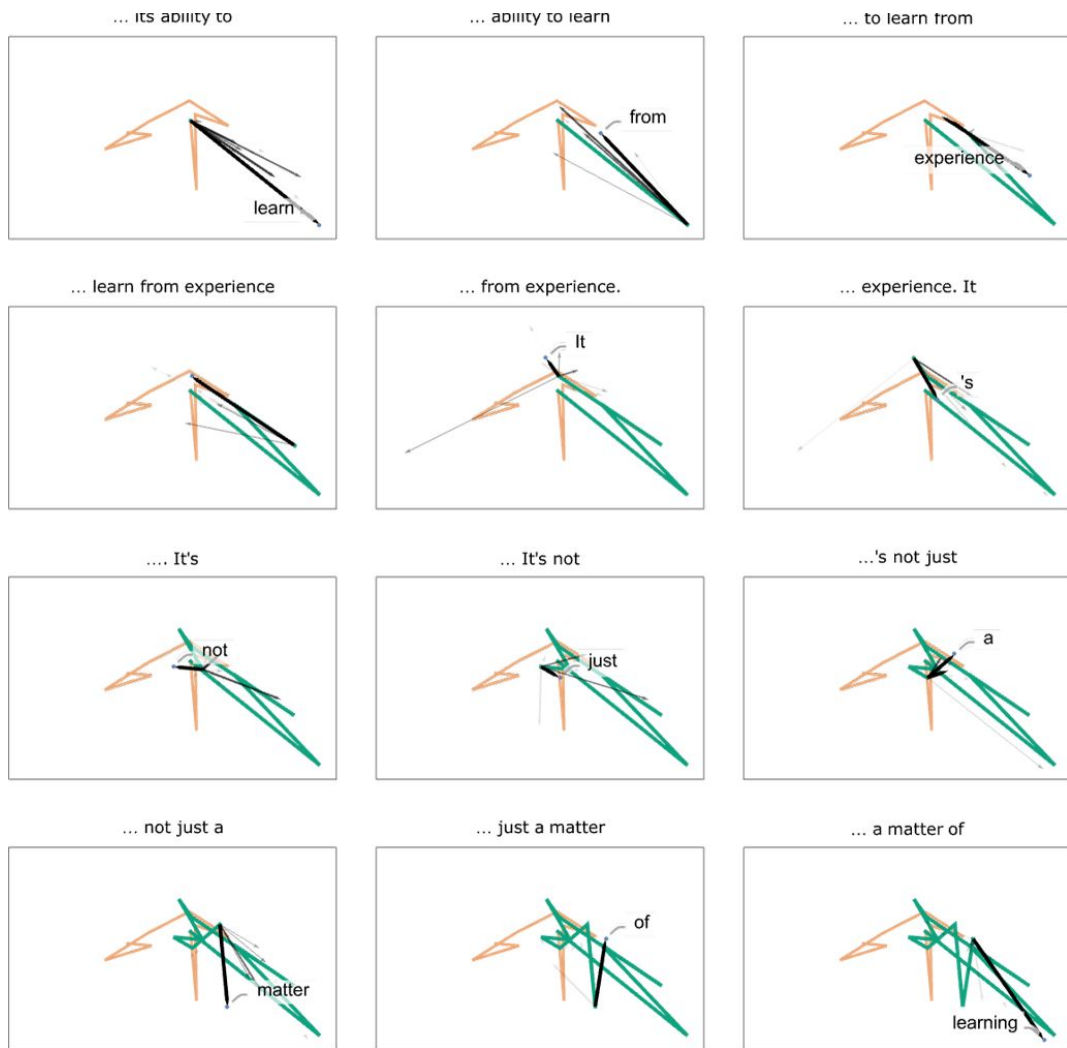 ... its ability to
... ability to learn
... to learn from
learn
from
experience
... learn from experience
... from experience.
... experience. It
It
's
.... It's
... It's not
...'s not just
not
just
a
... not just a
... just a matter
... a matter of
matter
of
learning